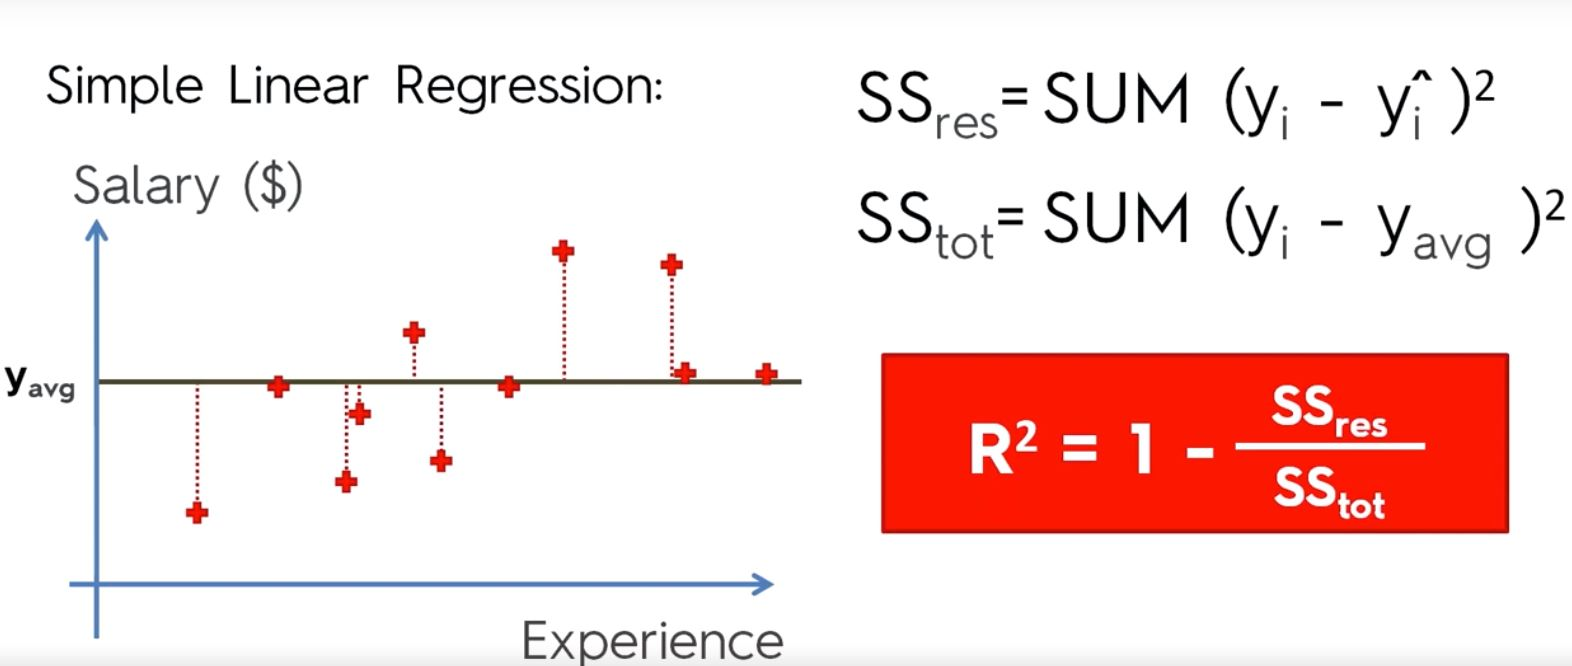 Simple Linear Regression:
Salary ($)
yavg
Experience
SSres= SUM (yi - yi^ )²
SStot= SUM (yi - yavg )²
R² = 1 - SSres
SStot